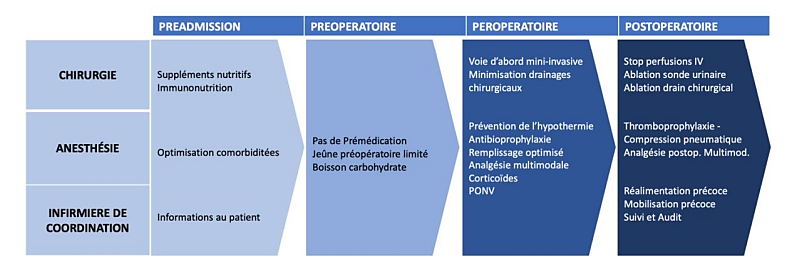 PREADMISSION
PREOPERATOIRE
PEROPERATOIRE
POSTOPERATOIRE
CHIRURGIE
Suppléments nutritifs
Immunonutrition
Voie d'abord mini-invasive
Minimisation drainages
chirurgicaux
Stop perfusions IV
Ablation sonde urinaire
Ablation drain chirurgical
ANESTHÉSIE
Optimisation comorbiditées
Pas de Prémédication
Jeûne préopératoire limité
Boisson carbohydrate
Prévention de l'hypothermie
Antibioprophylaxie
Remplissage optimisé
Analgésie multimodale
Corticoïdes
PONV
Thromboprophylaxie -
Compression pneumatique
Analgésie postop. Multimod.
INFIRMIERE DE
COORDINATION
Informations au patient
Réalimentation précoce
Mobilisation précoce
Suivi et Audit